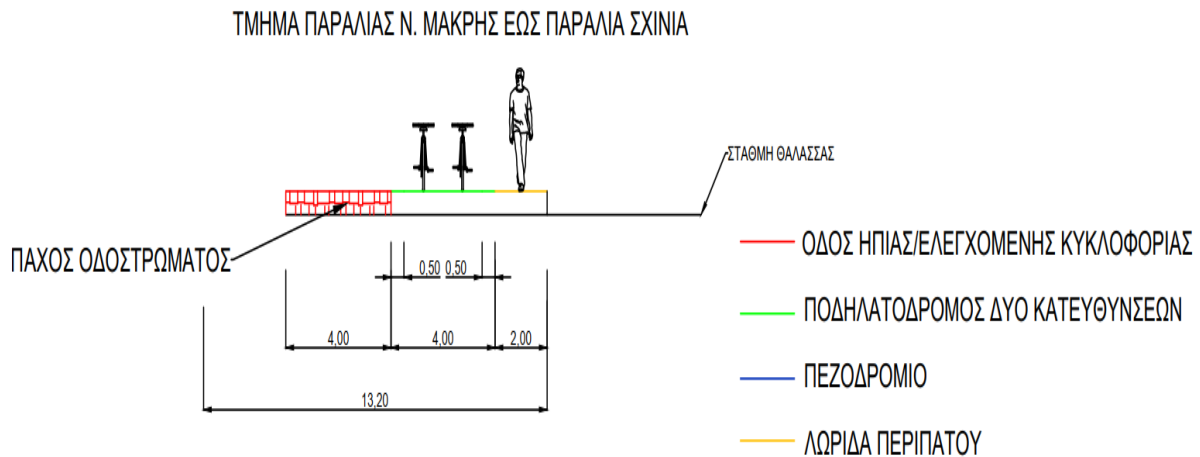 ΤΜΗΜΑ ΠΑΡΑΛΙΑΣ Ν. ΜΑΚΡΗΣ ΕΩΣ ΠΑΡΑΛΙΑ ΣΧΙΝΙΑ
ΣΤΑΘΜΗ ΘΑΛΑΣΣΑΣ
ΠΑΧΟΣ ΟΔΟΣΤΡΩΜΑΤΟΣ
0,50 0,50
4,00 4,00 2,00
13,20
ΟΔΟΣ ΗΠΙΑΣ/ΕΛΕΓΧΟΜΕΝΗΣ ΚΥΚΛΟΦΟΡΙΑΣ
ΠΟΔΗΛΑΤΟΔΡΟΜΟΣ ΔΥΟ ΚΑΤΕΥΘΥΝΣΕΩΝ
ΠΕΖΟΔΡΟΜΙΟ
ΛΩΡΙΔΑ ΠΕΡΙΠΑΤΟΥ